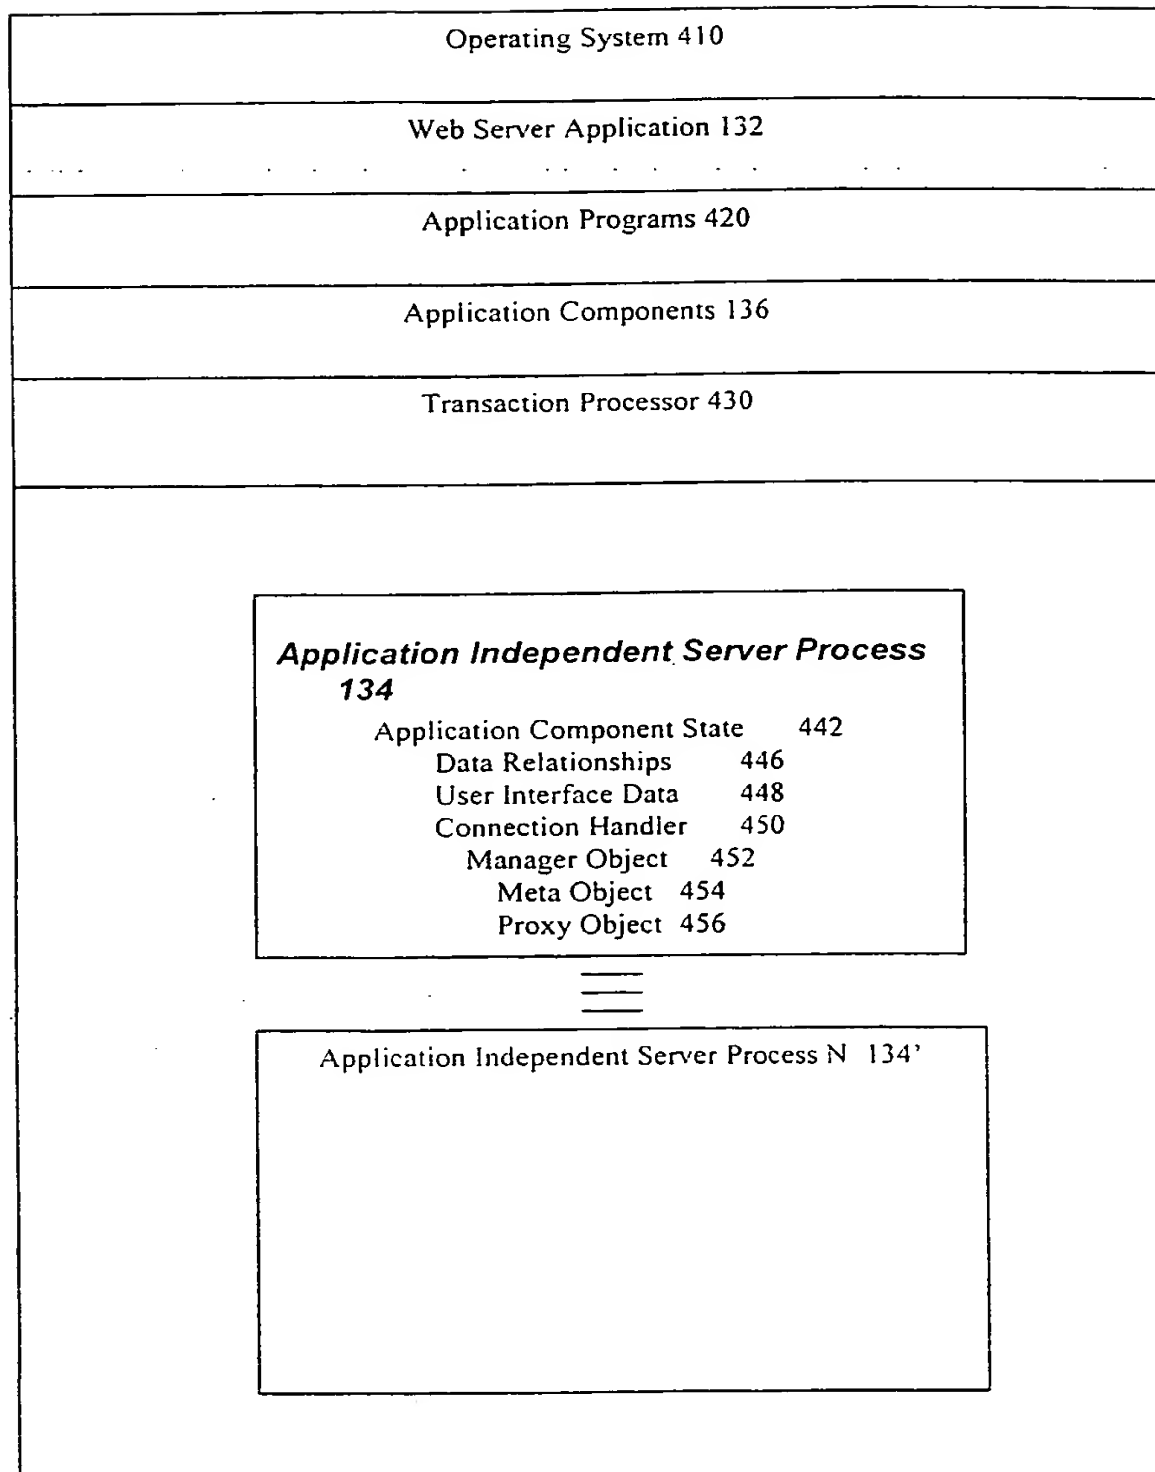 Operating System 410
Web Server Application 132
Application Programs 420
Application Components 136
Transaction Processor 430
Application Independent Server Process
134
Application Component State 442
Data Relationships 446
User Interface Data 448
Connection Handler 450
Manager Object 452
Meta Object 454
Proxy Object 456
Application Independent Server Process N 134'